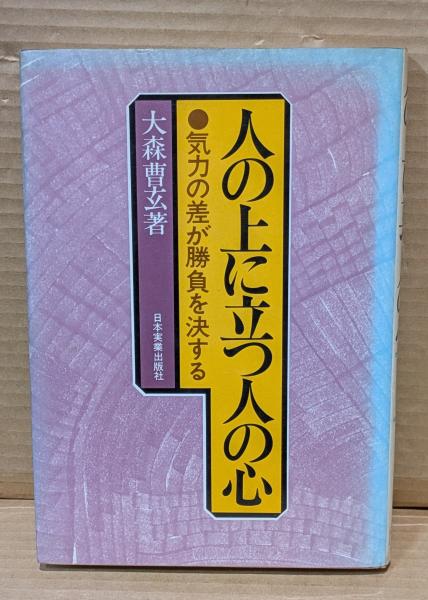 人の上に立つ人の心
●気力の差が勝負を決する
大森曹玄著
日本実業出版社